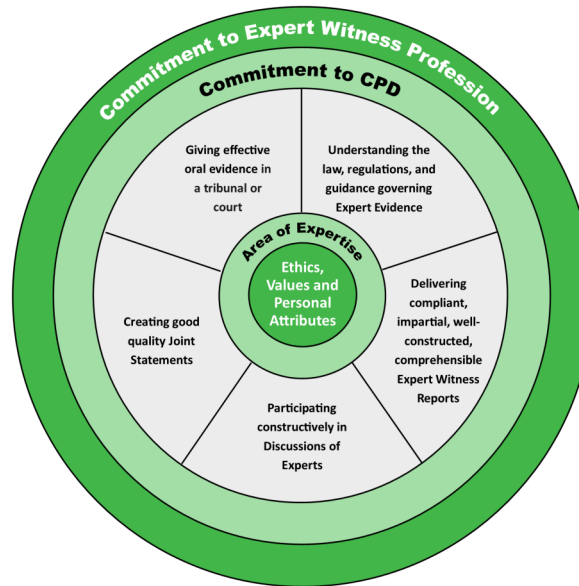 Commitment to Expert Witness Profession
Commitment to CPD
Giving effective
oral evidence in
a tribunal or
court
Understanding the
law, regulations, and
guidance governing
Expert Evidence
Area of Expertise
Ethics,
Values and
Personal
Attributes
Delivering
compliant,
impartial, well-
constructed,
comprehensible
Expert Witness
Reports
Creating good
quality Joint
Statements
Participating
constructively in
Discussions of
Experts